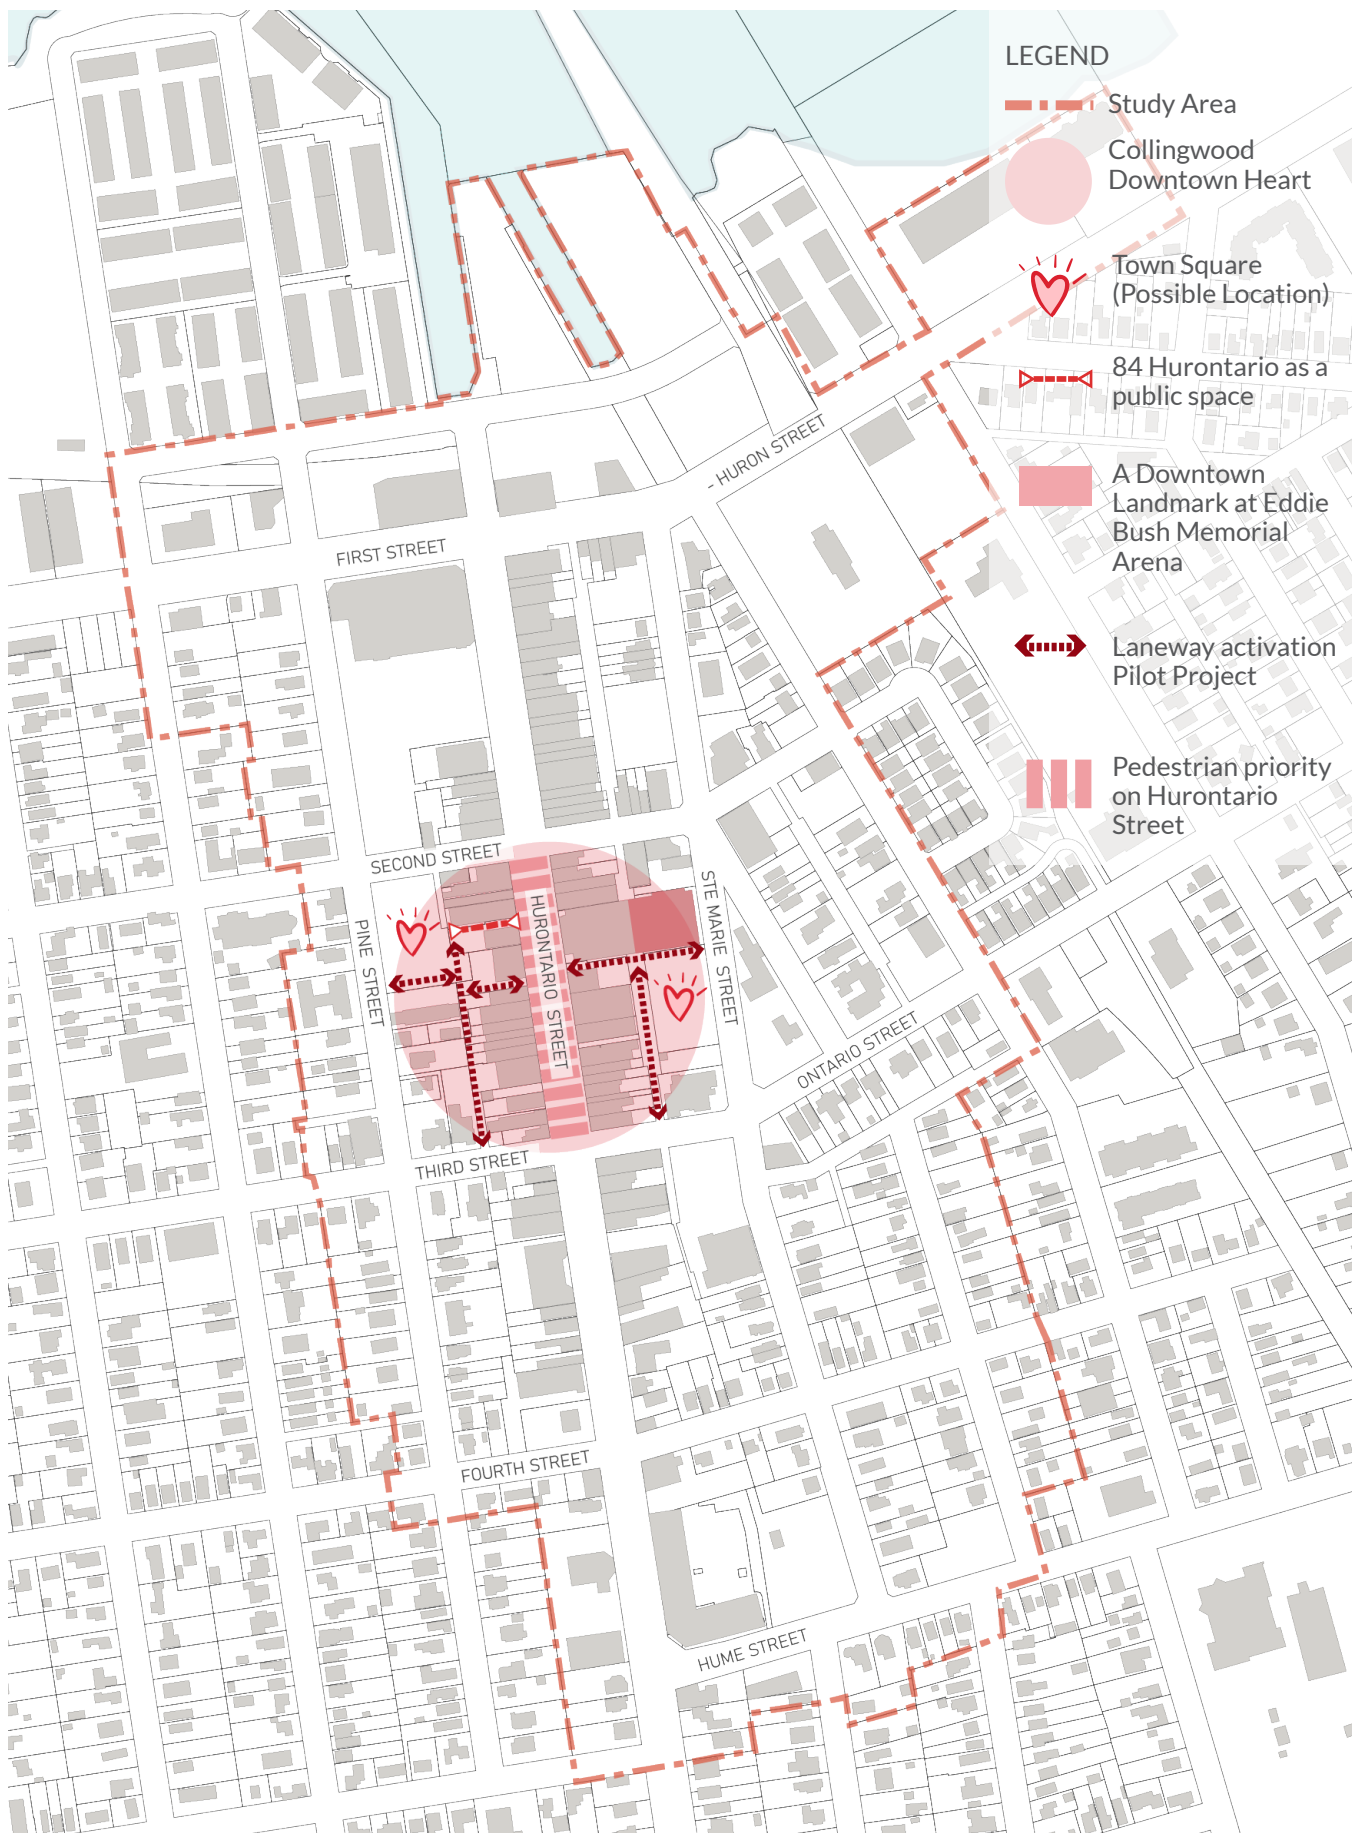 LEGEND
Study Area
Collingwood
Downtown Heart
Town Square
(Possible Location)
84 Hurontario as a
public space
A Downtown
Landmark at Eddie
Bush Memorial
Arena
Laneway activation
Pilot Project
Pedestrian priority
on Hurontario
Street
- HURON STREET
FIRST STREET
SECOND STREET
STE MARIE STREET
HURONTARIO STREET
PINE STREET
ONTARIO STREET
THIRD STREET
FOURTH STREET
HUME STREET